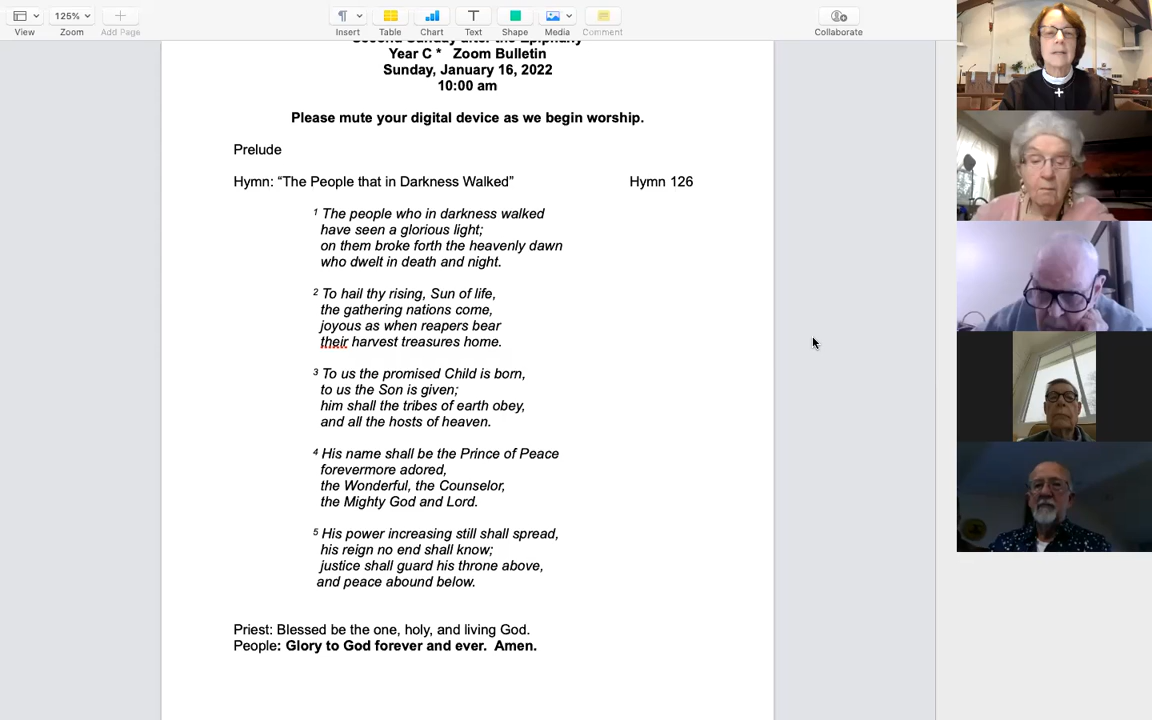 View
125%
Zoom
Add Page
Insert
Table
Chart
Text
Shape
Media
Comment
Collaborate
Second Sunday after the Epiphany
Year C * Zoom Bulletin
Sunday, January 16, 2022
10:00 am
Please mute your digital device as we begin worship.
Prelude
Hymn: “The People that in Darkness Walked” Hymn 126
1 The people who in darkness walked
have seen a glorious light;
on them broke forth the heavenly dawn
who dwelt in death and night.
2 To hail thy rising, Sun of life,
the gathering nations come,
joyous as when reapers bear
their harvest treasures home.
3 To us the promised Child is born,
to us the Son is given;
him shall the tribes of earth obey,
and all the hosts of heaven.
4 His name shall be the Prince of Peace
forevermore adored,
the Wonderful, the Counselor,
the Mighty God and Lord.
5 His power increasing still shall spread,
his reign no end shall know;
justice shall guard his throne above,
and peace abound below.
Priest: Blessed be the one, holy, and living God.
People: Glory to God forever and ever. Amen.